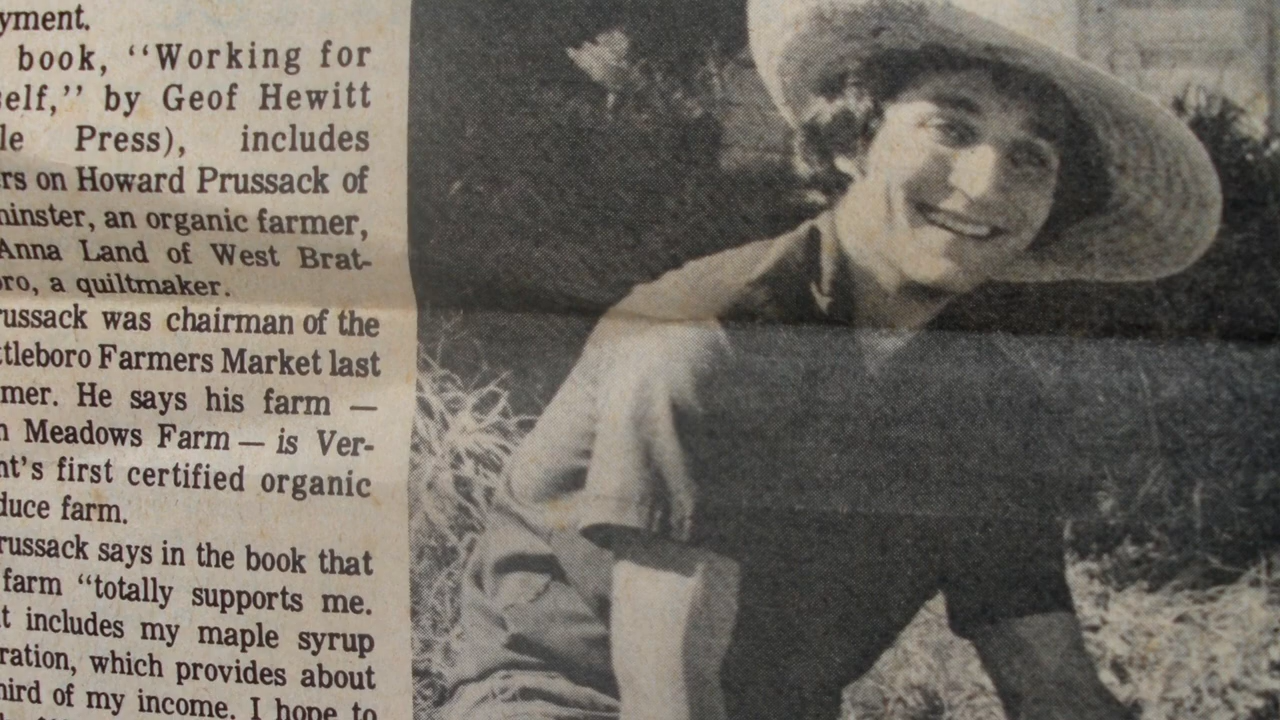 yment.
book, “Working for
elf,” by Geof Hewitt
le Press), includes
rs on Howard Prussack of
minster, an organic farmer,
Anna Land of West Brat-
oro, a quiltmaker.
russack was chairman of the
ttleboro Farmers Market last
mer. He says his farm —
n Meadows Farm — is Ver-
nt's first certified organic
duce farm.
russack says in the book that
farm “totally supports me.
t includes my maple syrup
ration, which provides about
hird of my income. I hope to